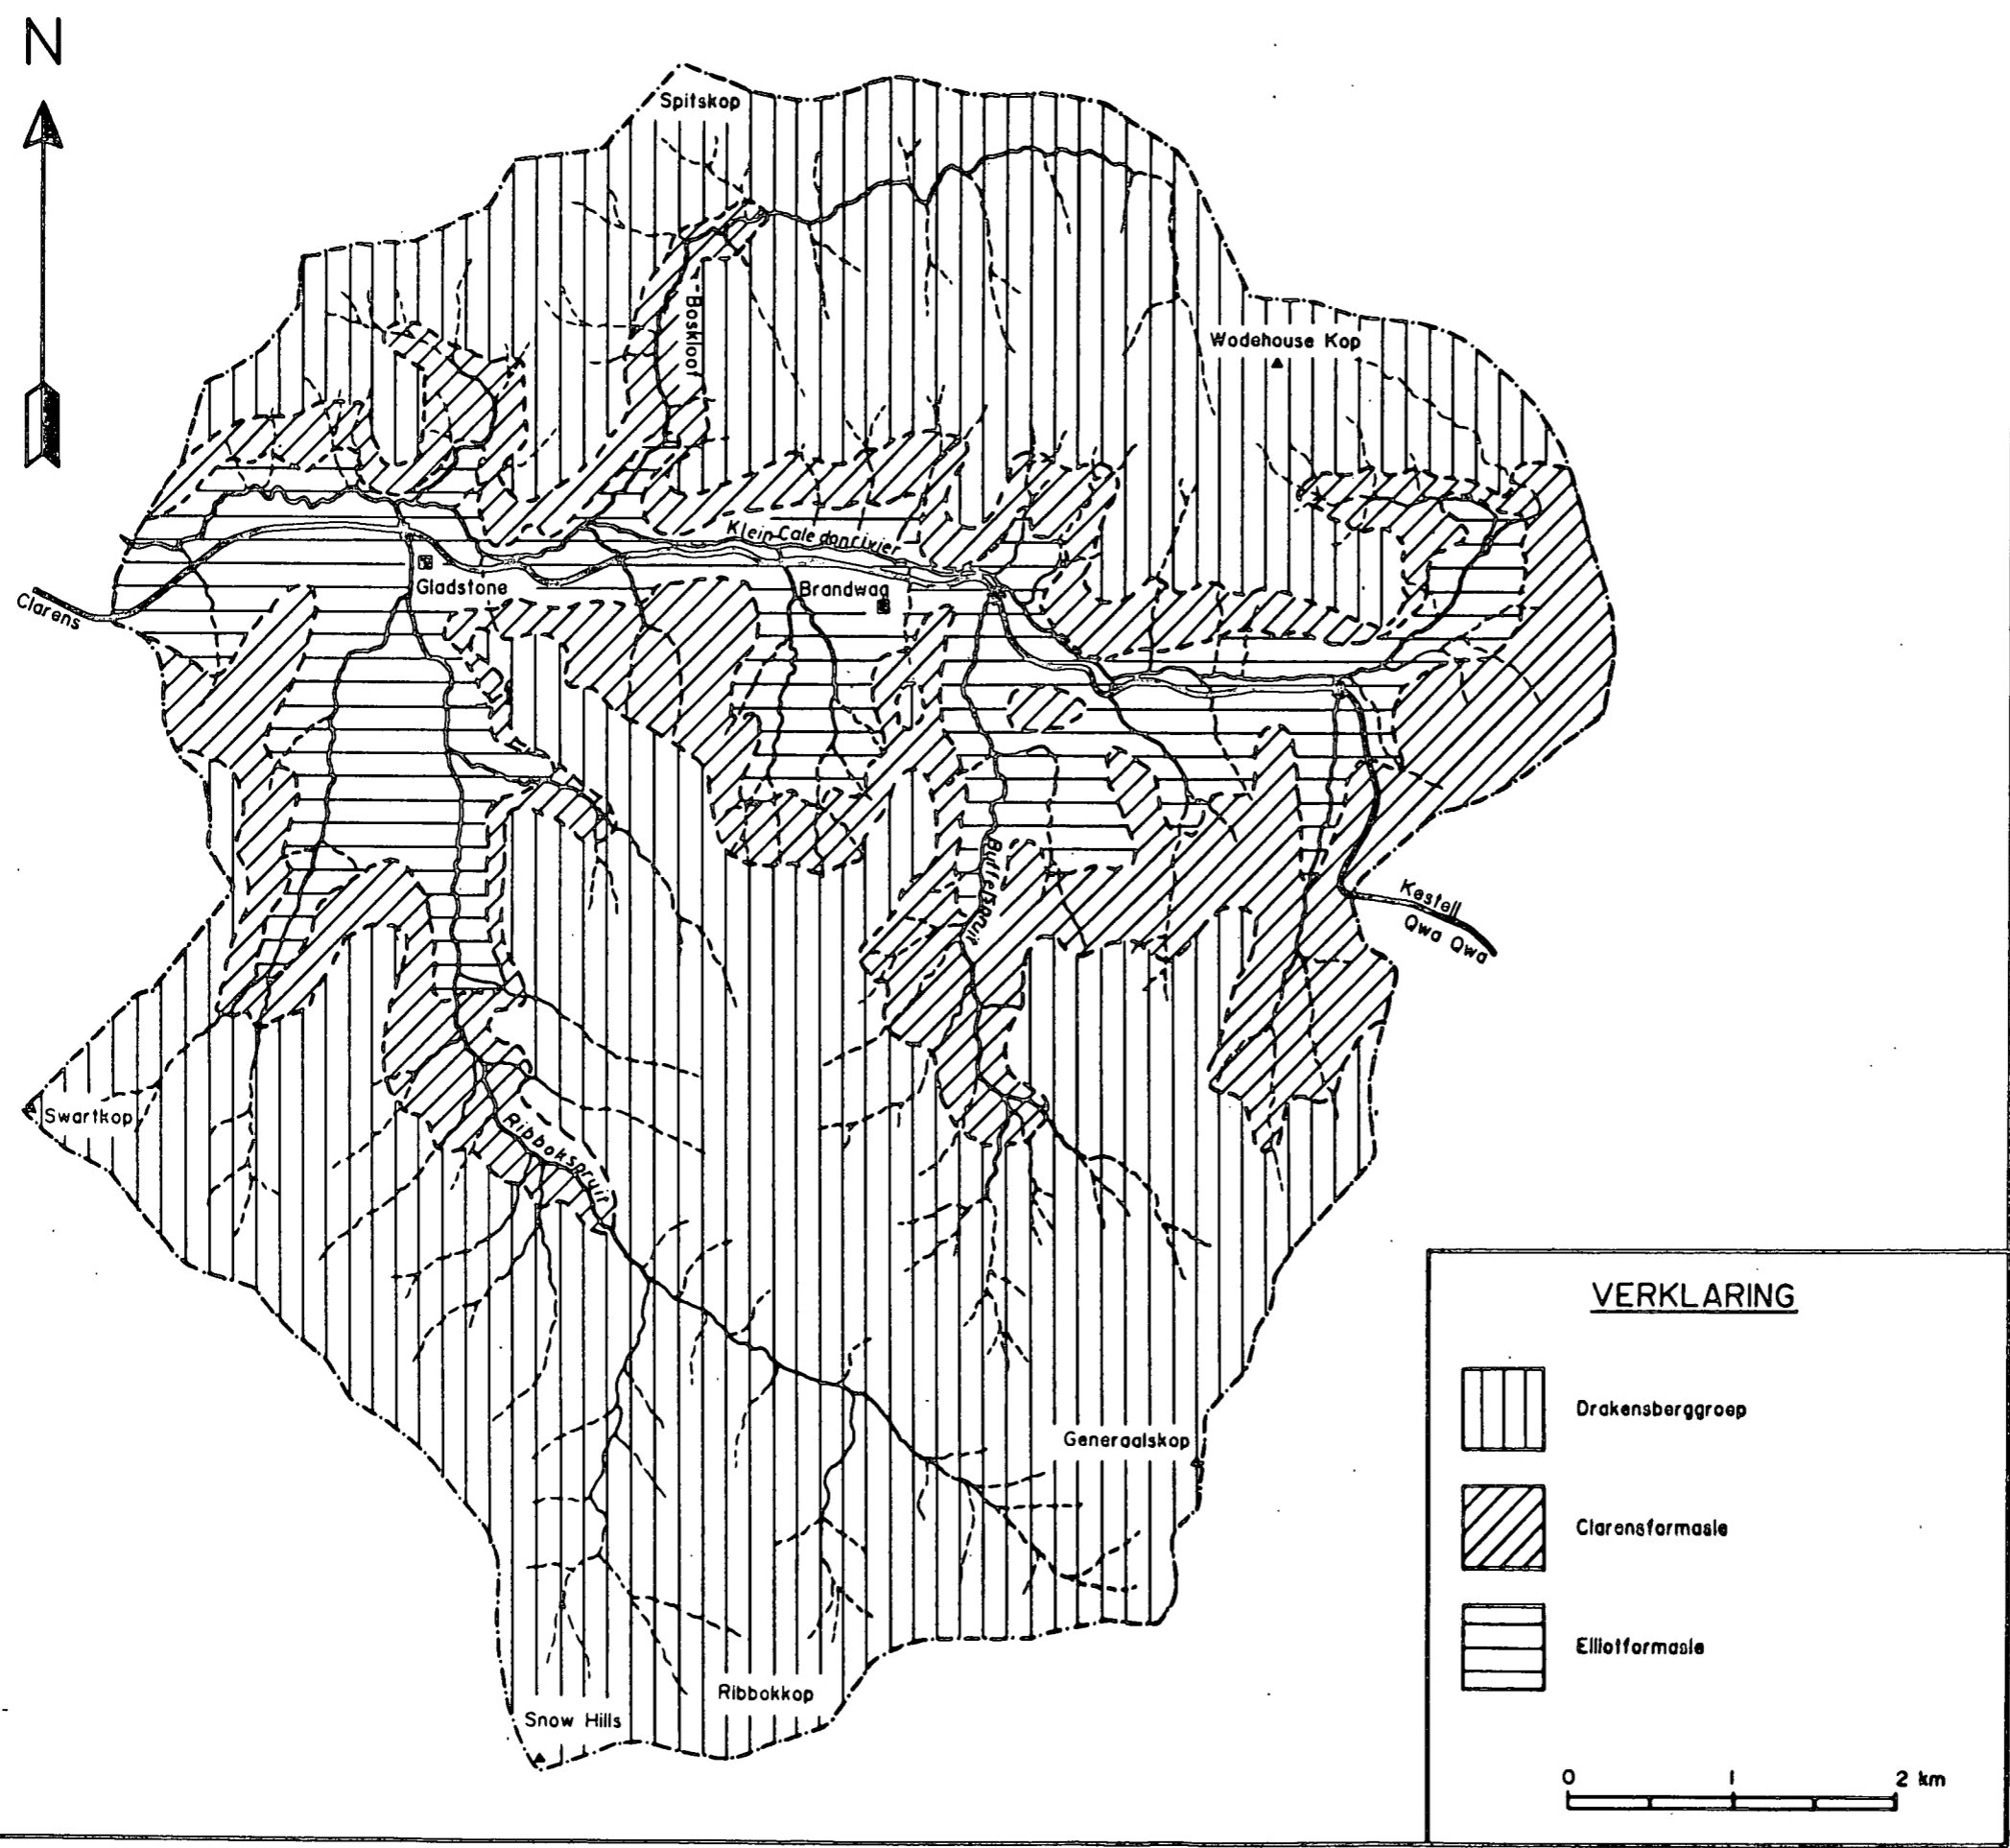 N
Spitskop
Boskloof
Wodehouse Kop
Klein Caledonrivier
Gladstone
Brandwag
Clarens
Buffelspruit
Kestell
Qwa Qwa
Swartkop
Ribbokspruit
Generaalskop
Ribbokkop
Snow Hills
VERKLARING
Drakensberggroep
Clarensformasie
Elliotformasie
0 1 2 km